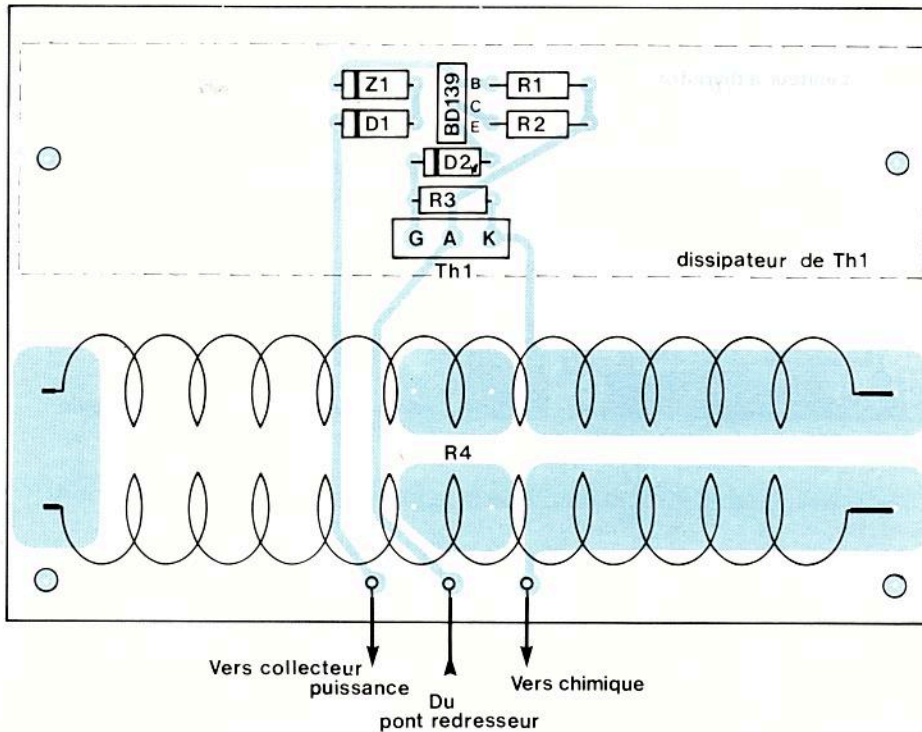 Z1
BD139
B
R1
C
D1
E
R2
D2
R3
G A K
Th1
dissipateur de Th1
R4
Vers collecteur
puissance
Du
pont redresseur
Vers chimique